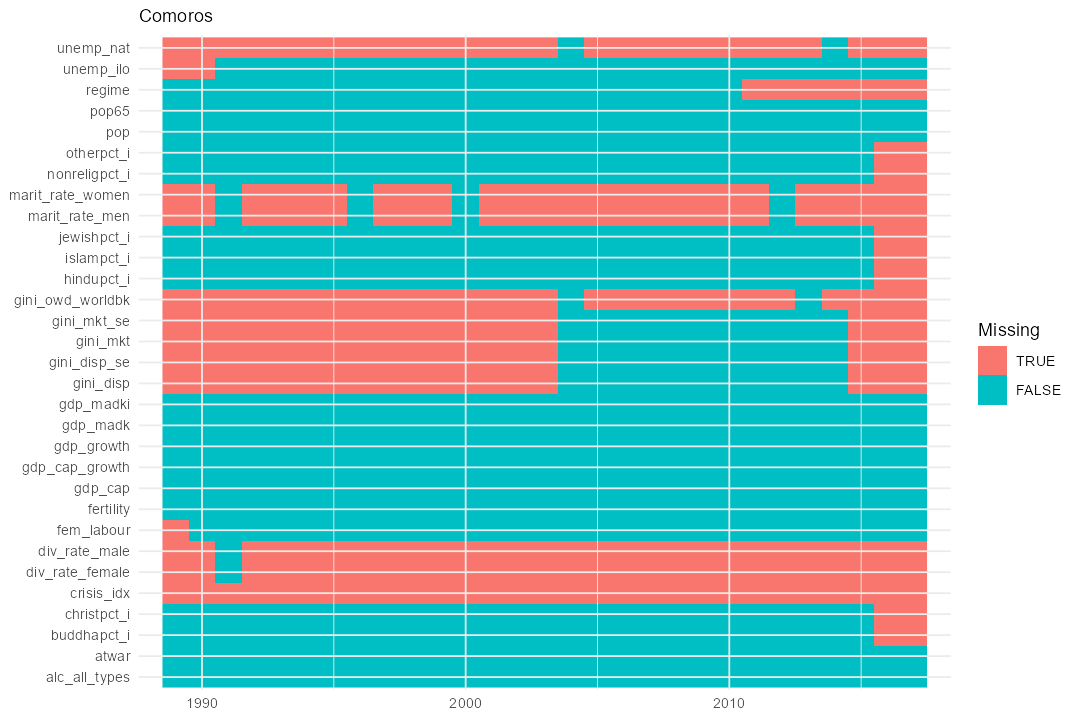 Comoros
unemp_nat
unemp_ilo
regime
pop65
pop
otherpct_i
nonreligpct_i
marit_rate_women
marit_rate_men
jewishpct_i
islampct_i
hindupct_i
gini_owd_worldbk
gini_mkt_se
gini_mkt
gini_disp_se
gini_disp
gdp_madki
gdp_madk
gdp_growth
gdp_cap_growth
gdp_cap
fertility
fem_labour
div_rate_male
div_rate_female
crisis_idx
christpct_i
buddhapct_i
atwar
alc_all_types
1990 2000 2010
Missing
TRUE
FALSE